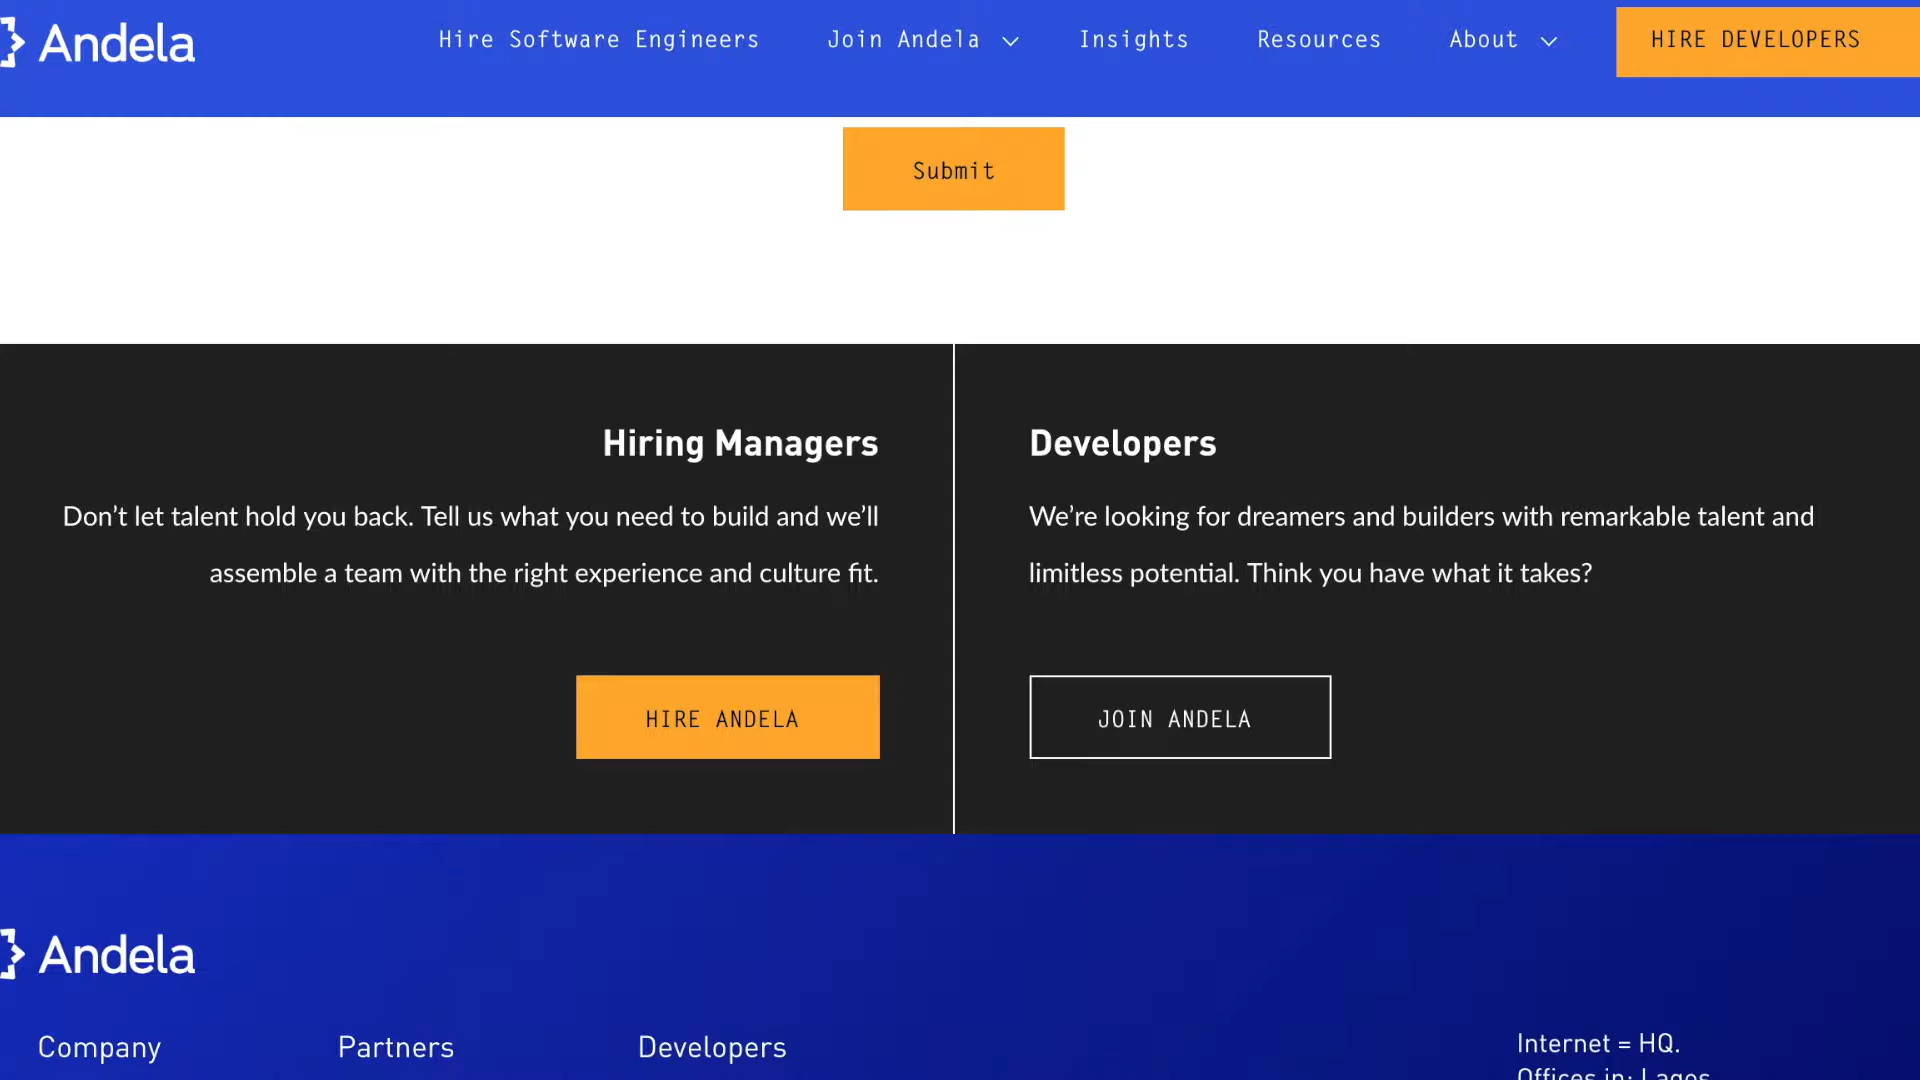 Andela
Hire Software Engineers
Join Andela
Insights
Resources
About
HIRE DEVELOPERS
Submit
Hiring Managers
Don’t let talent hold you back. Tell us what you need to build and we’ll
assemble a team with the right experience and culture fit.
HIRE ANDELA
Developers
We’re looking for dreamers and builders with remarkable talent and
limitless potential. Think you have what it takes?
JOIN ANDELA
Andela
Company
Partners
Developers
Internet = HQ.
Offices in: Lagos